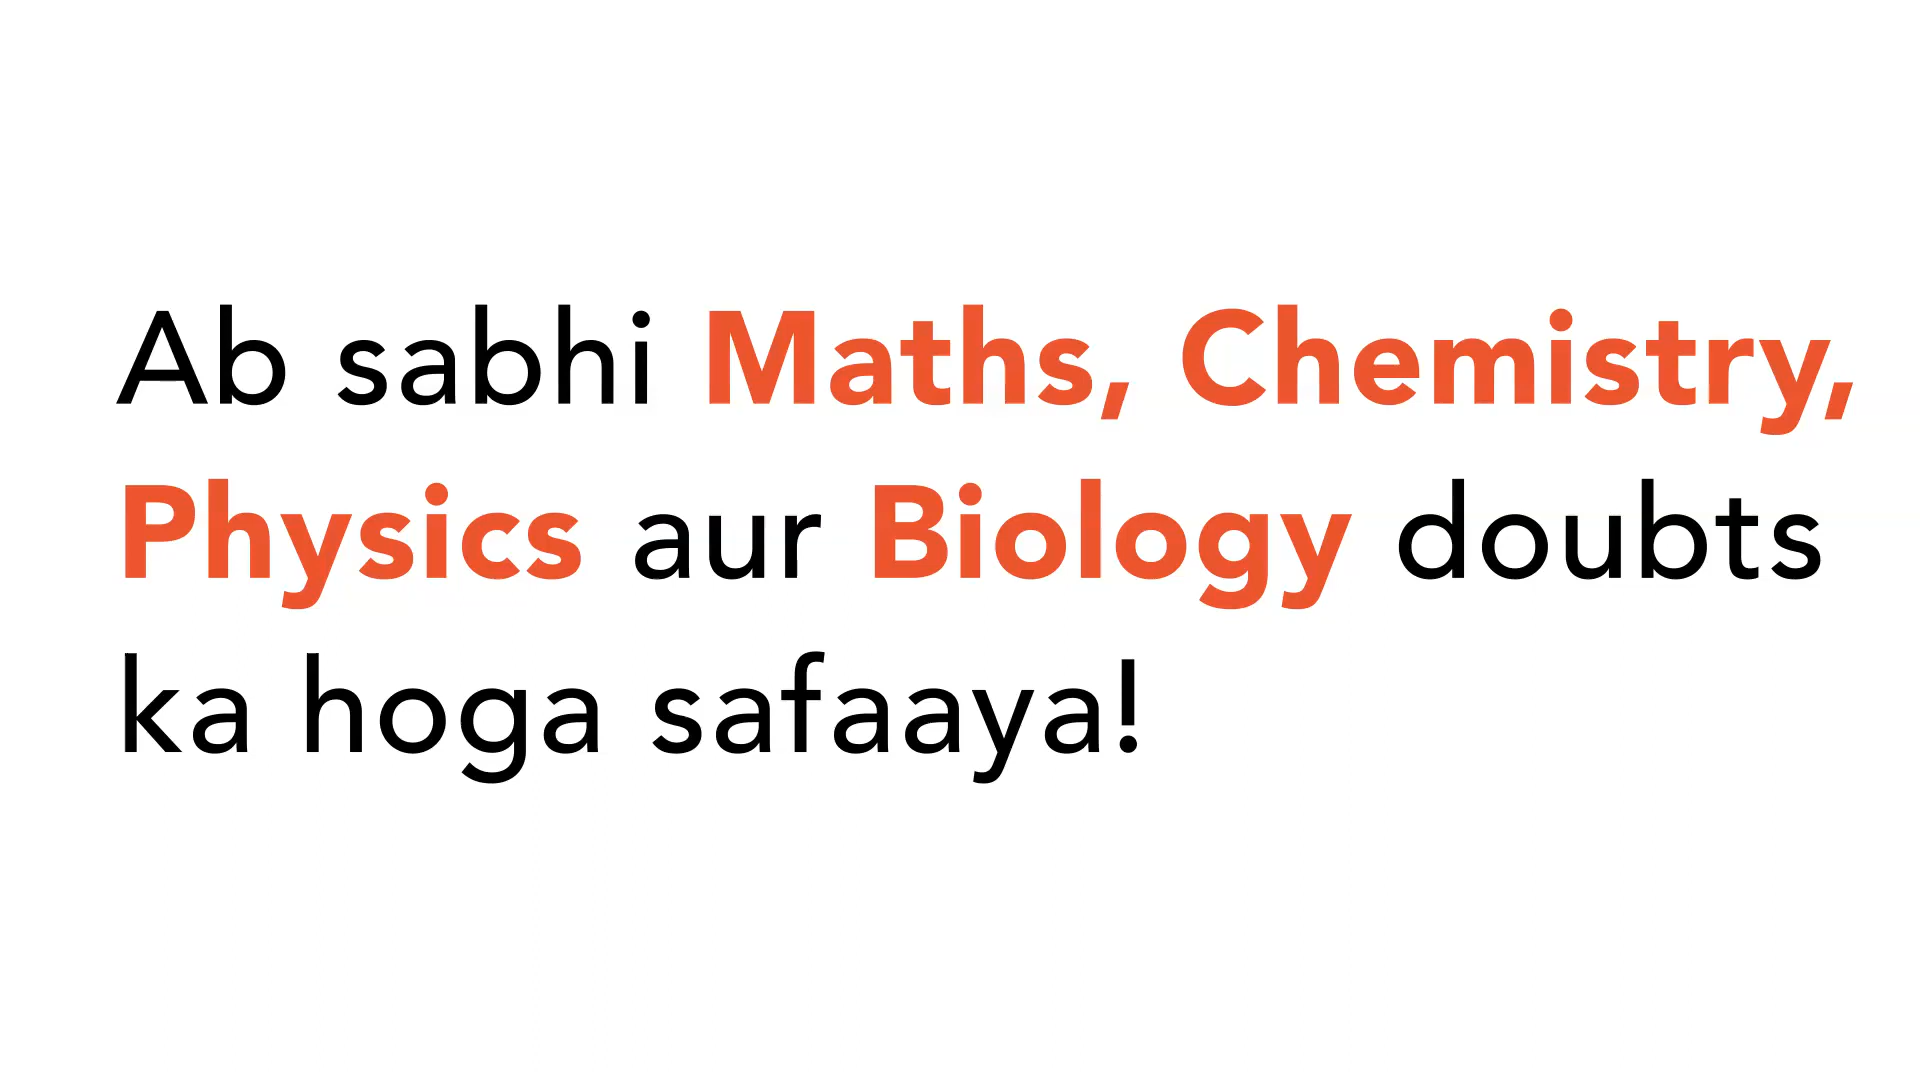 Ab sabhi Maths, Chemistry,
Physics aur Biology doubts
ka hoga safaaya!